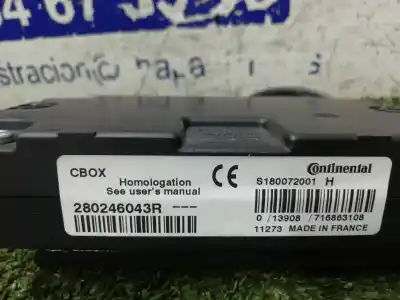 CBOX
Homologation
See user's manual
CE
Continental
S180072001 H
280246043R ---
0 /13908 /716863108
11273 MADE IN FRANCE